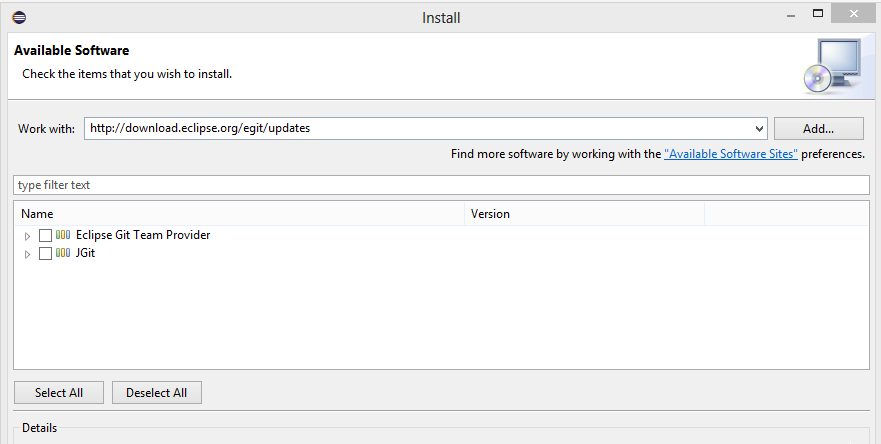 Install
Available Software
Check the items that you wish to install.
Work with: http://download.eclipse.org/egit/updates Add...
Find more software by working with the "Available Software Sites" preferences.
type filter text
Name Version
Eclipse Git Team Provider
JGit
Select All Deselect All
Details